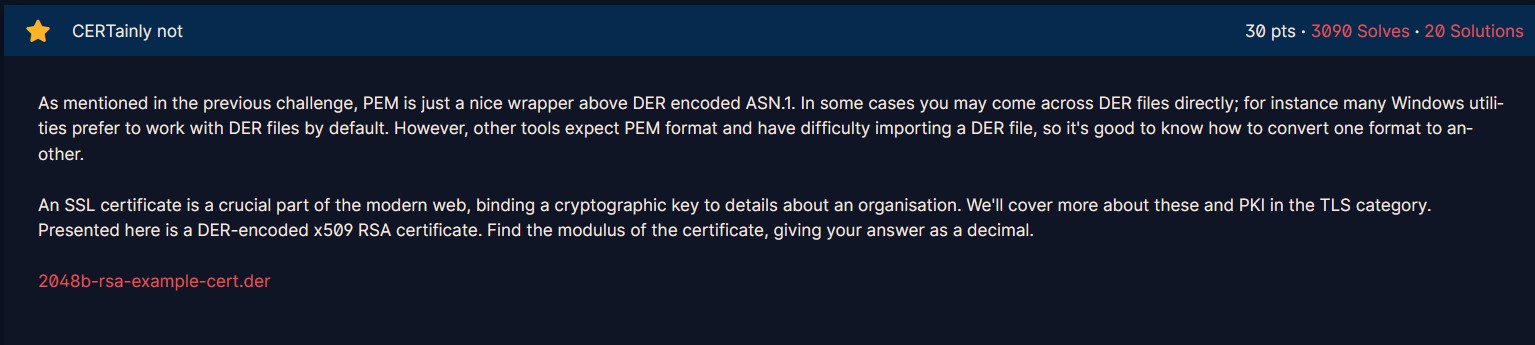 CERTainly not
30 pts · 3090 Solves · 20 Solutions
As mentioned in the previous challenge, PEM is just a nice wrapper above DER encoded ASN.1. In some cases you may come across DER files directly; for instance many Windows utili-
ties prefer to work with DER files by default. However, other tools expect PEM format and have difficulty importing a DER file, so it's good to know how to convert one format to an-
other.
An SSL certificate is a crucial part of the modern web, binding a cryptographic key to details about an organisation. We'll cover more about these and PKI in the TLS category.
Presented here is a DER-encoded x509 RSA certificate. Find the modulus of the certificate, giving your answer as a decimal.
2048b-rsa-example-cert.der